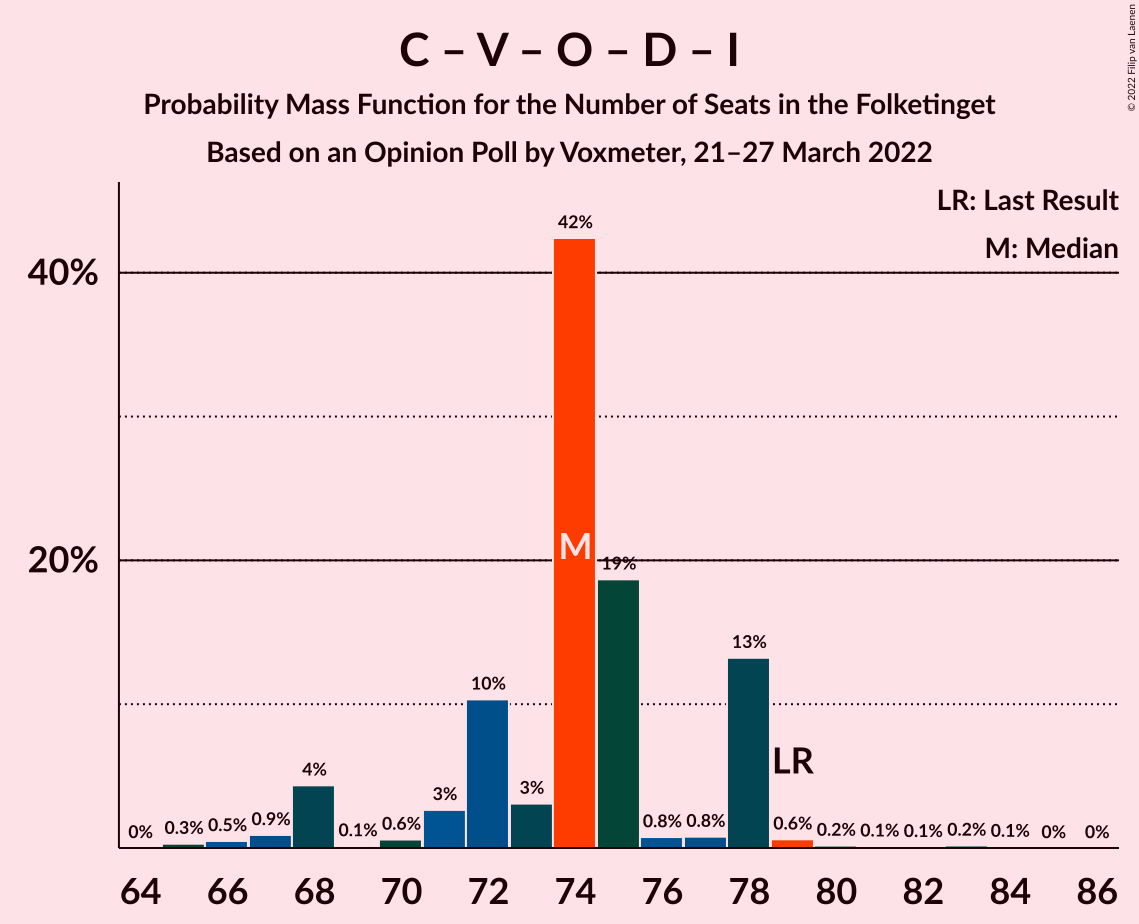 C – V – O – D – I
Probability Mass Function for the Number of Seats in the Folketinget
Based on an Opinion Poll by Voxmeter, 21–27 March 2022
© 2022 Filip van Laenen
LR: Last Result
M: Median
40%
20%
0%
0.3%
0.5%
0.9%
4%
0.1%
0.6%
3%
10%
3%
42%
M
19%
0.8%
0.8%
13%
LR
0.6%
0.2%
0.1%
0.1%
0.2%
0.1%
0%
0%
64 66 68 70 72 74 76 78 80 82 84 86